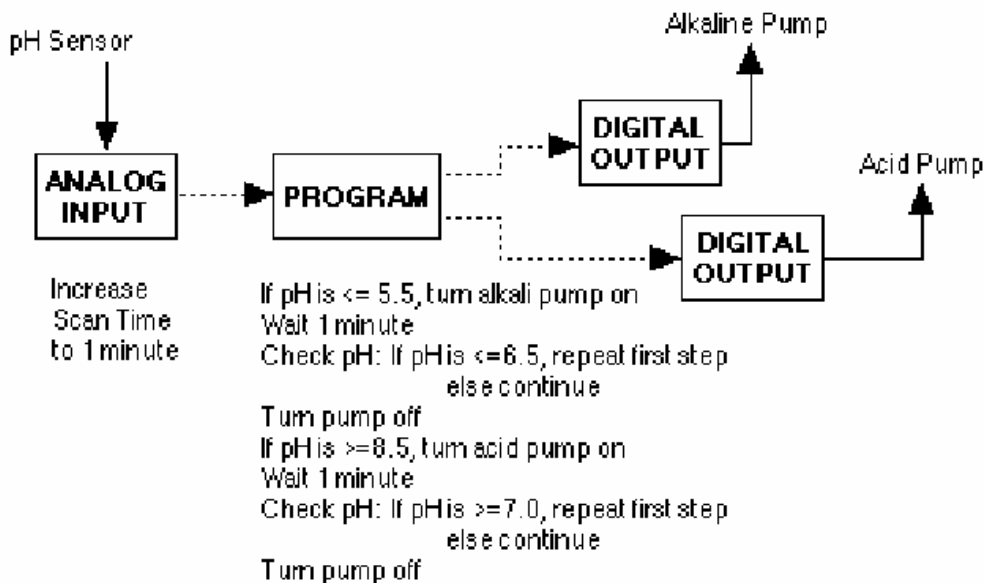 pH Sensor
Alkaline Pump
DIGITAL
OUTPUT
Acid Pump
ANALOG
INPUT
PROGRAM
DIGITAL
OUTPUT
Increase
Scan Time
to 1 minute
If pH is <= 5.5, turn alkali pump on
Wait 1 minute
Check pH: If pH is <=6.5, repeat first step
else continue
Turn pump off
If pH is >=8.5, turn acid pump on
Wait 1 minute
Check pH: If pH is >=7.0, repeat first step
else continue
Turn pump off